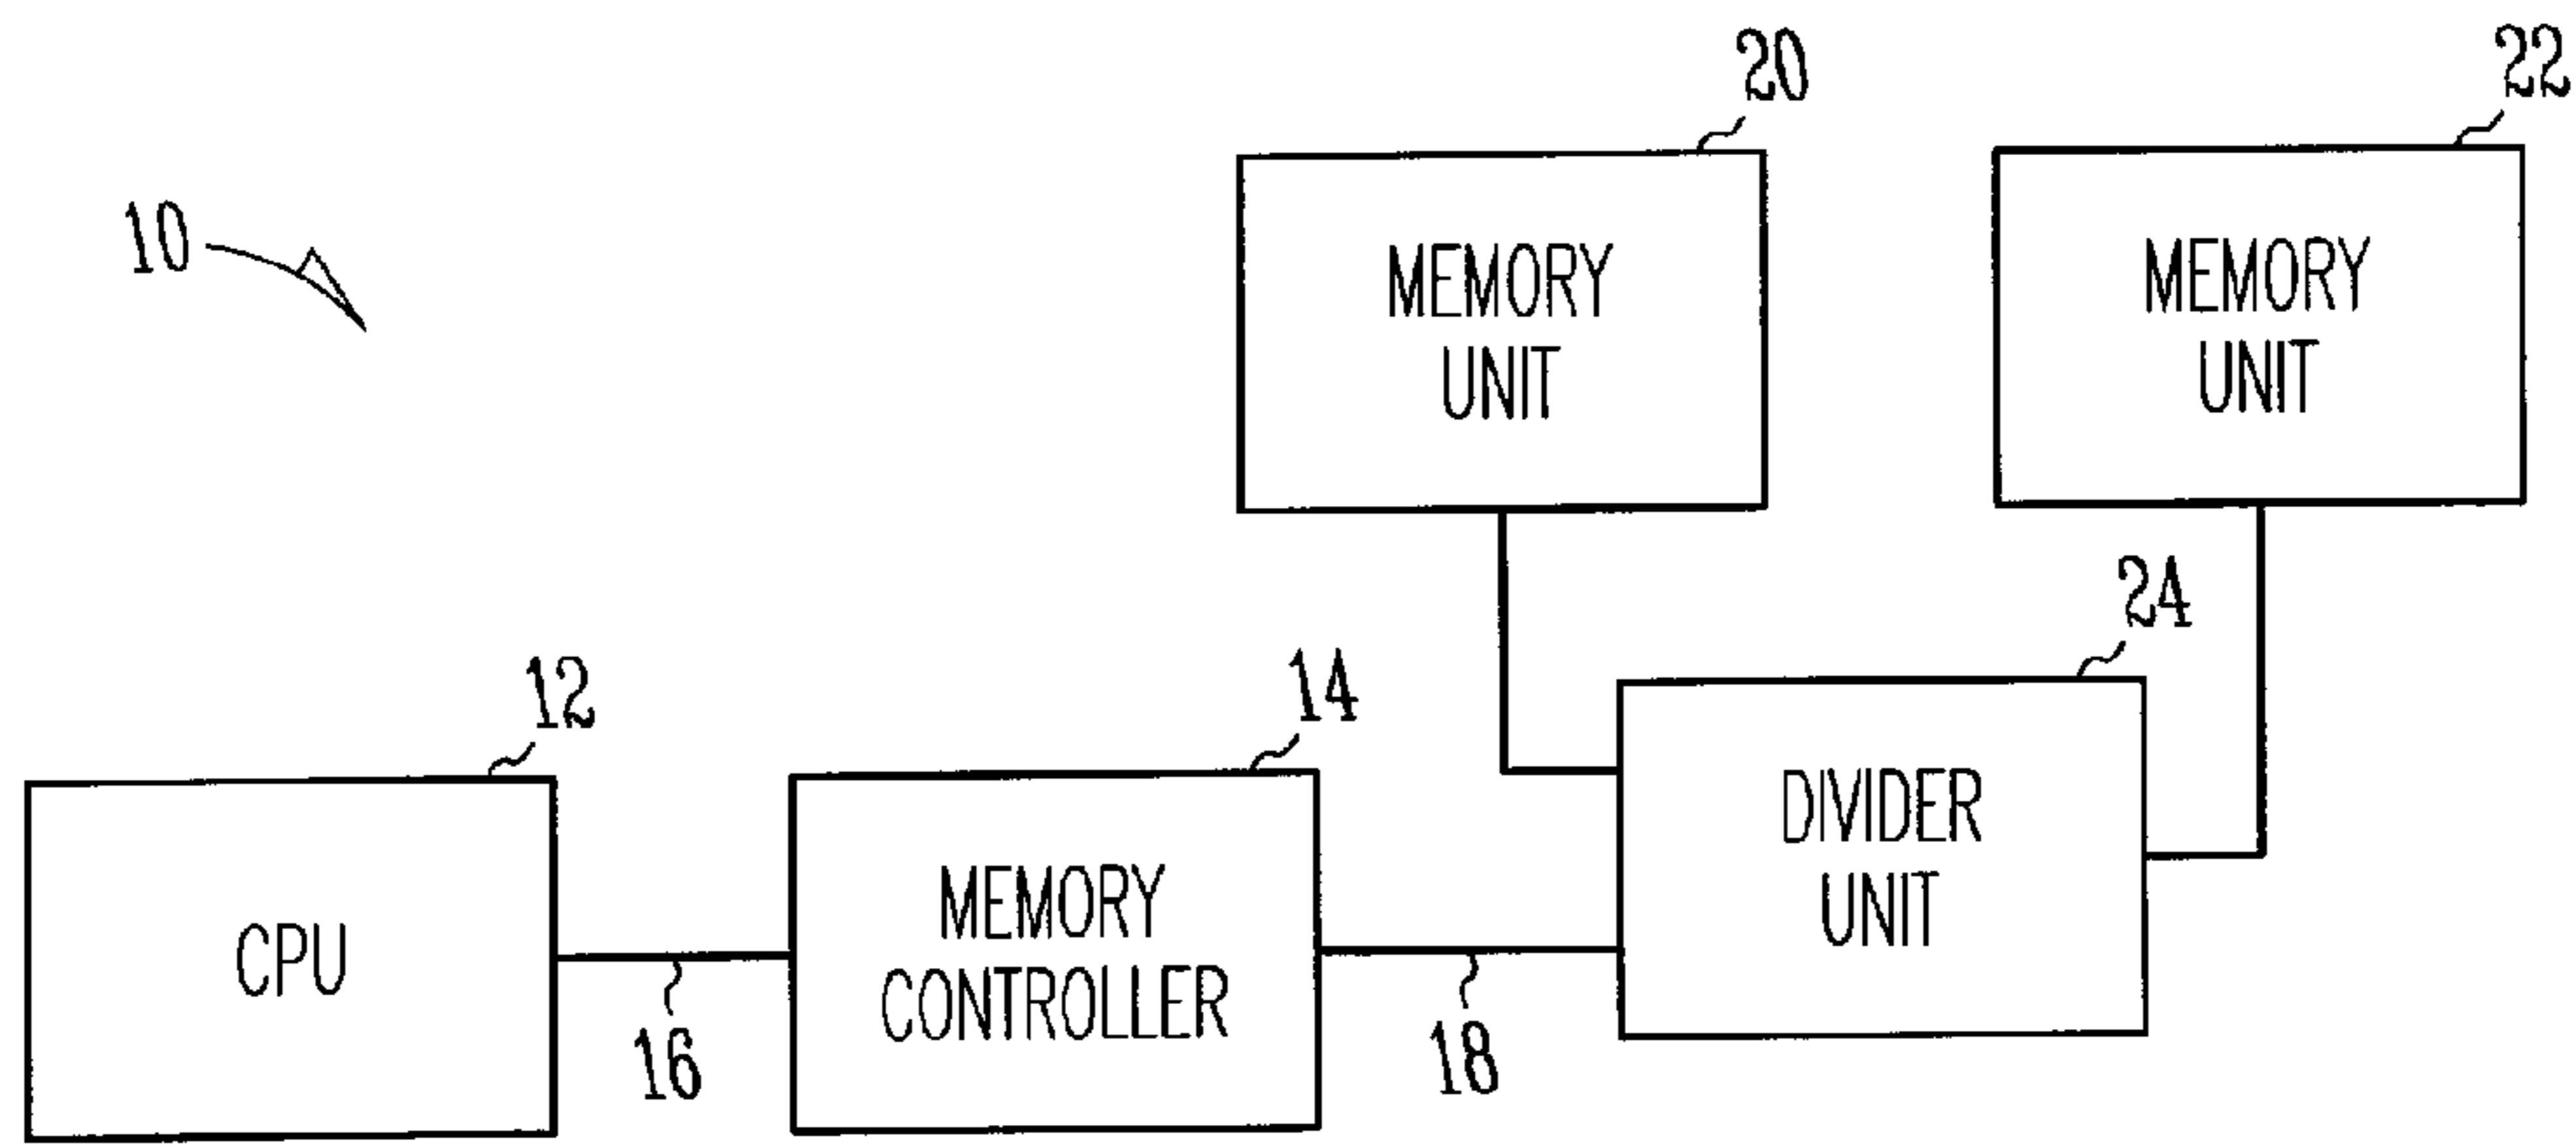 10
20
22
MEMORY
UNIT
MEMORY
UNIT
12
14
24
CPU
MEMORY
CONTROLLER
DIVIDER
UNIT
16
18